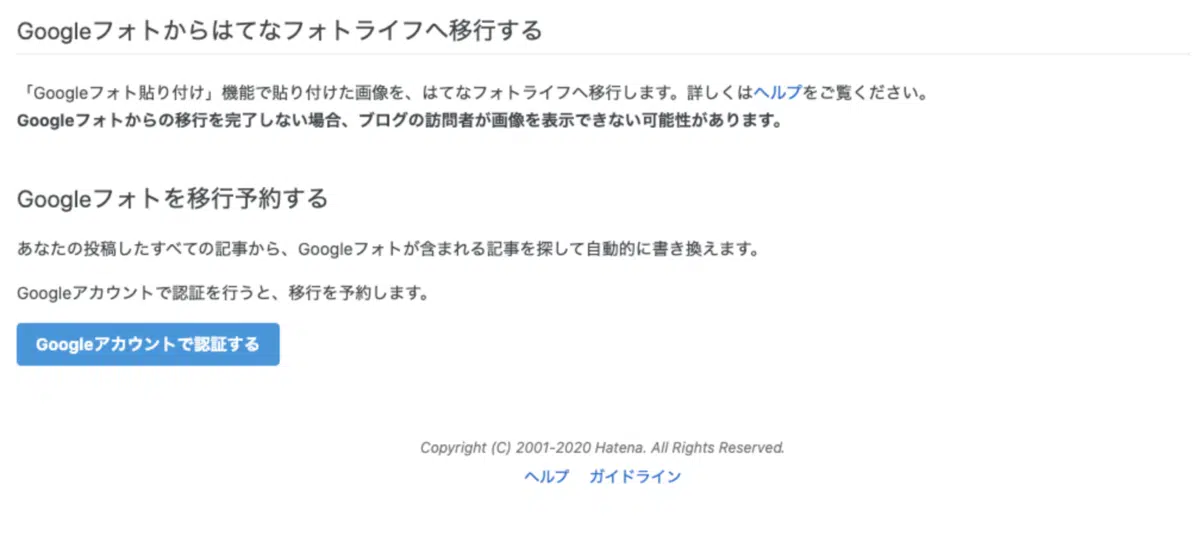 Googleフォトからはてなフォトライフへ移行する
「Googleフォト貼り付け」機能で貼り付けた画像を、はてなフォトライフへ移行します。詳しくはヘルプをご覧ください。
Googleフォトからの移行を完了しない場合、ブログの訪問者が画像を表示できない可能性があります。
Googleフォトを移行予約する
あなたの投稿したすべての記事から、Googleフォトが含まれる記事を探して自動的に書き換えます。
Googleアカウントで認証を行うと、移行を予約します。
Googleアカウントで認証する
Copyright (C) 2001-2020 Hatena. All Rights Reserved.
ヘルプ ガイドライン